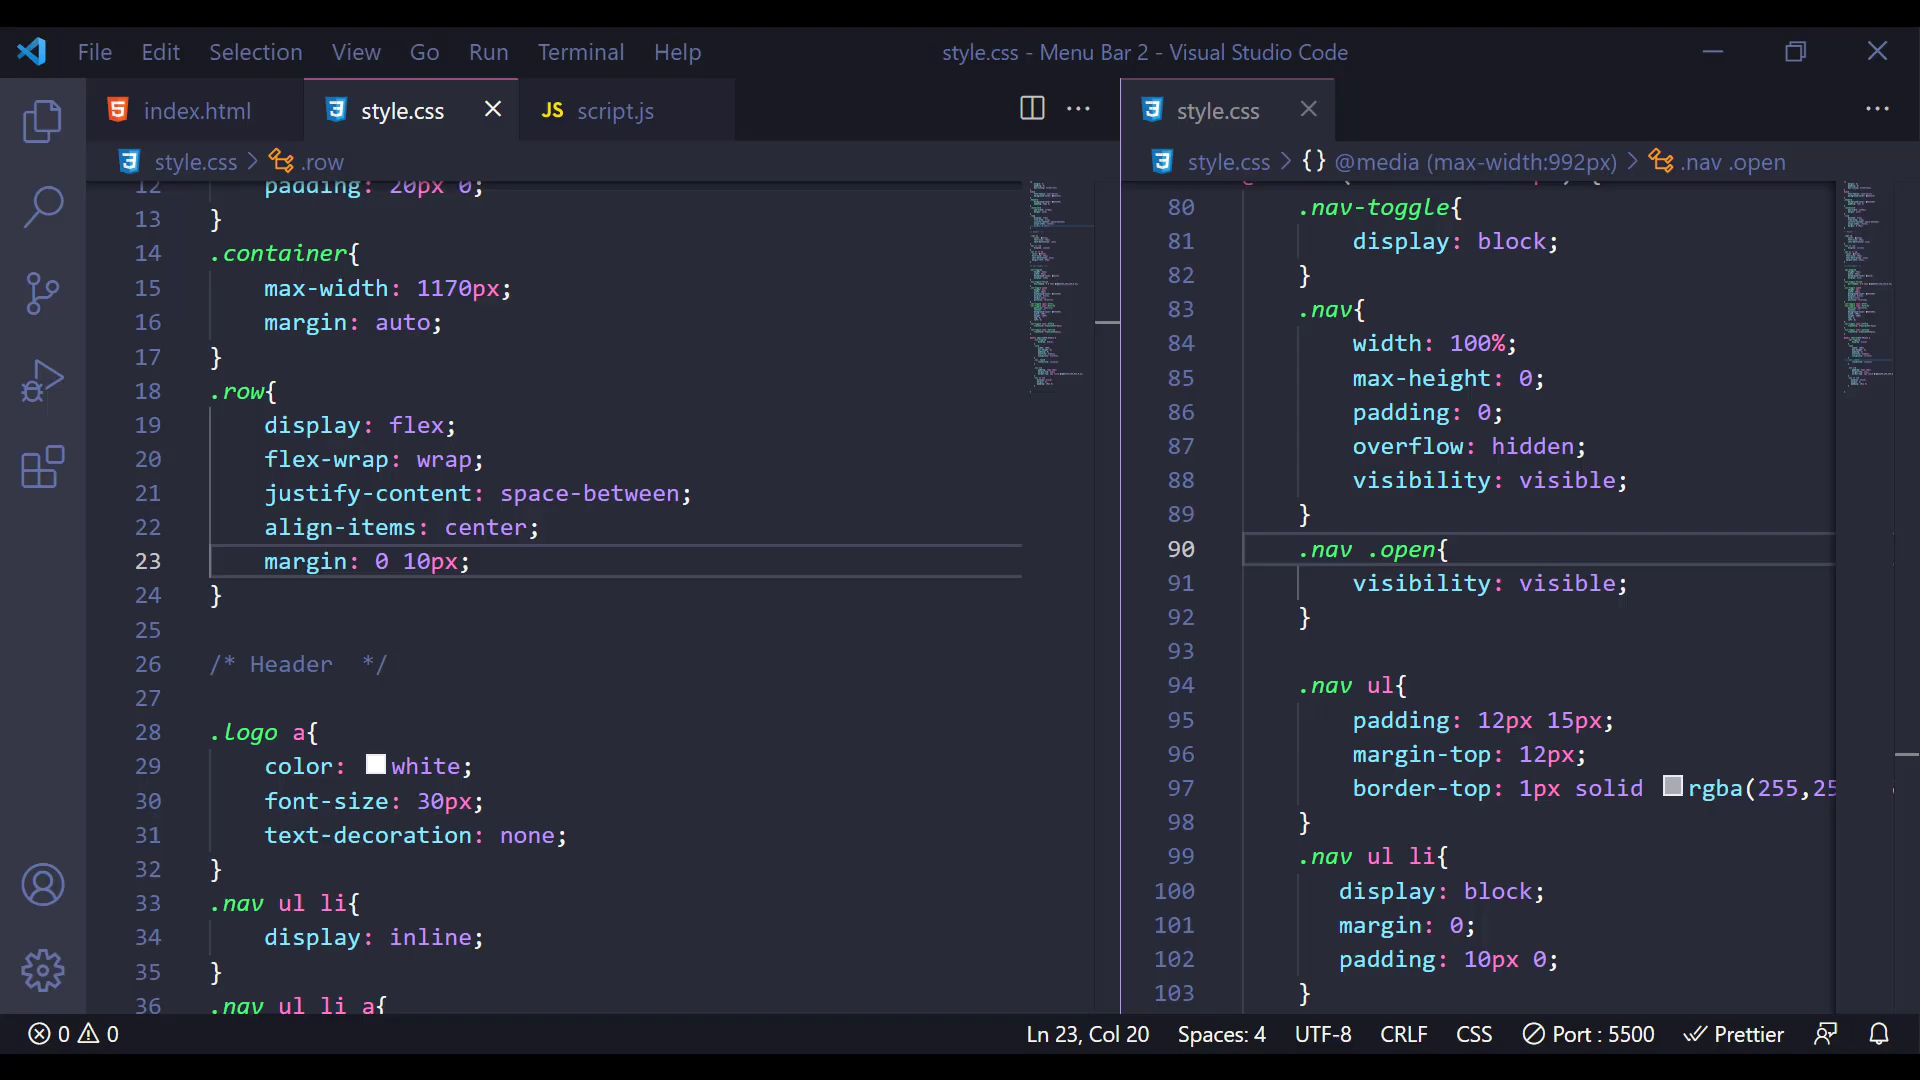 File Edit Selection View Go Run Terminal Help
style.css - Menu Bar 2 - Visual Studio Code
index.html
style.css
JS script.js
style.css > .row
12 padding: 20px 0;
13 }
14 .container{
15 max-width: 1170px;
16 margin: auto;
17 }
18 .row{
19 display: flex;
20 flex-wrap: wrap;
21 justify-content: space-between;
22 align-items: center;
23 margin: 0 10px;
24 }
25
26 /* Header  */
27
28 .logo a{
29 color: white;
30 font-size: 30px;
31 text-decoration: none;
32 }
33 .nav ul li{
34 display: inline;
35 }
36 .nav ul li a{
style.css
style.css > {} @media (max-width:992px) > .nav .open
80 .nav-toggle{
81 display: block;
82 }
83 .nav{
84 width: 100%;
85 max-height: 0;
86 padding: 0;
87 overflow: hidden;
88 visibility: visible;
89 }
90 .nav .open{
91 visibility: visible;
92 }
93
94 .nav ul{
95 padding: 12px 15px;
96 margin-top: 12px;
97 border-top: 1px solid rgba(255,25
98 }
99 .nav ul li{
100 display: block;
101 margin: 0;
102 padding: 10px 0;
103 }
0 0
Ln 23, Col 20 Spaces: 4 UTF-8 CRLF CSS Port : 5500 Prettier